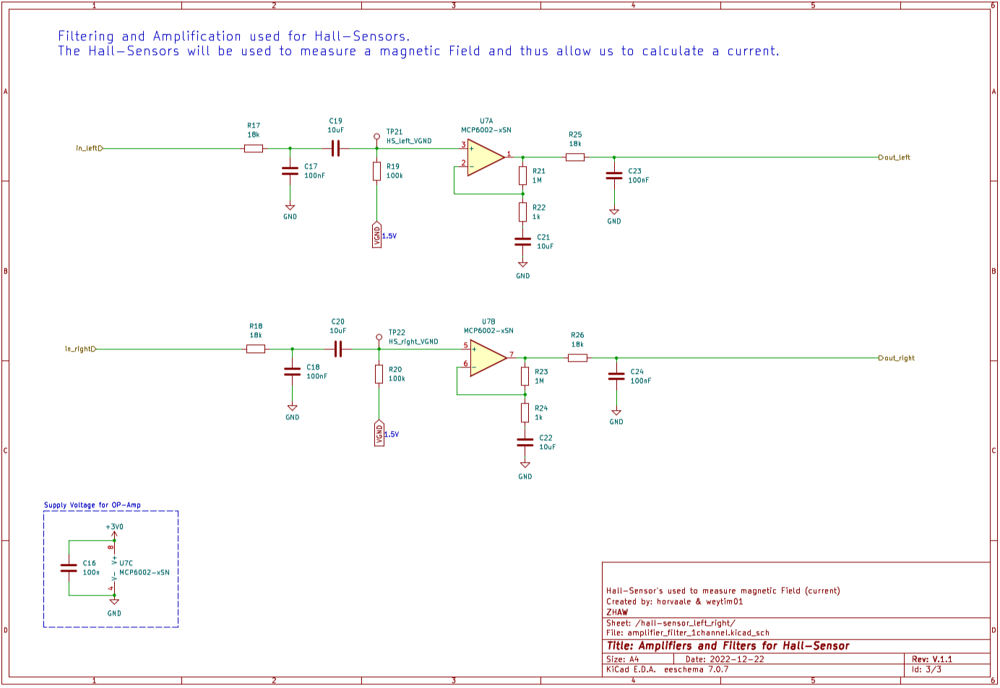 1 2 3 4 5 6
Filtering and Amplification used for Hall-Sensors.
The Hall-Sensors will be used to measure a magnetic Field and thus allow us to calculate a current.
A A
in_left
R17
18k
C17
100nF
GND
C19
10uF
TP21
HS_left_VGND
R19
100k
VGND
1.5V
U7A
MCP6002-xSN
3
+
2
-
1
R21
1M
R22
1k
C21
10uF
GND
R25
18k
C23
100nF
GND
out_left
B B
in_right
R18
18k
C18
100nF
GND
C20
10uF
TP22
HS_right_VGND
R20
100k
VGND
1.5V
U7B
MCP6002-xSN
5
+
6
-
7
R23
1M
R24
1k
C22
10uF
GND
R26
18k
C24
100nF
GND
out_right
C C
Supply Voltage for OP-Amp
+3V0
8
V+
V-
4
C16
100n
U7C
MCP6002-xSN
GND
D D
Hall-Sensor's used to measure magnetic Field (current)
Created by: horvaale & weytim01
ZHAW
Sheet: /hall-sensor_left_right/
File: amplifier_filter_1channel.kicad_sch
Title: Amplifiers and Filters for Hall-Sensor
Size: A4 Date: 2022-12-22 Rev: V.1.1
KiCad E.D.A. eeschema 7.0.7 Id: 3/3
1 2 3 4 5 6